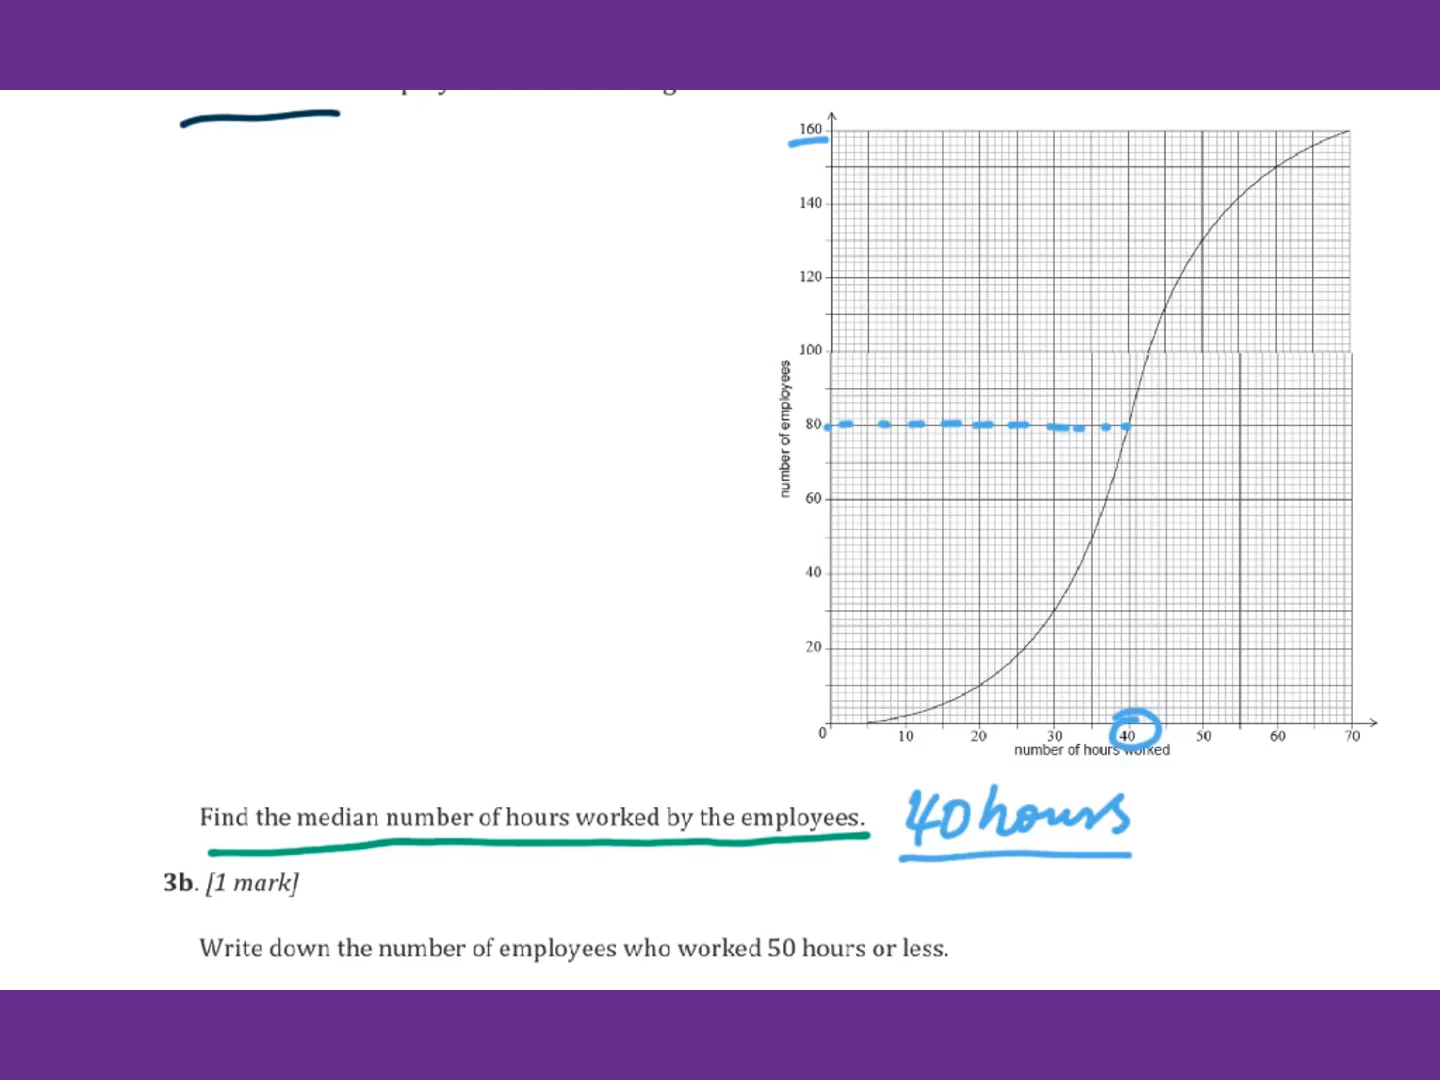 160
140
120
100
80
60
40
20
0
number of employees
10 20 30 40 50 60 70
number of hours worked
Find the median number of hours worked by the employees. 40 hours
3b. [1 mark]
Write down the number of employees who worked 50 hours or less.